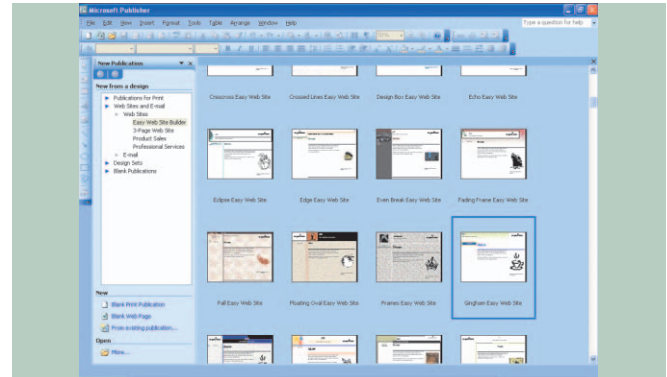 Microsoft Publisher
File Edit View Insert Format Tools Table Arrange Window Help
Type a question for help
New Publication
New from a design
Publications for Print
Web Sites and E-mail
Web Sites
Easy Web Site Builder
3-Page Web Site
Product Sales
Professional Services
E-mail
Design Sets
Blank Publications
New
Blank Print Publication
Blank Web Page
From existing publication...
Open
More...
Crisscross Easy Web Site
Crossed Lines Easy Web Site
Design Box Easy Web Site
Echo Easy Web Site
Eclipse Easy Web Site
Edge Easy Web Site
Even Break Easy Web Site
Fading Frame Easy Web Site
Fall Easy Web Site
Floating Oval Easy Web Site
Frames Easy Web Site
Gingham Easy Web Site